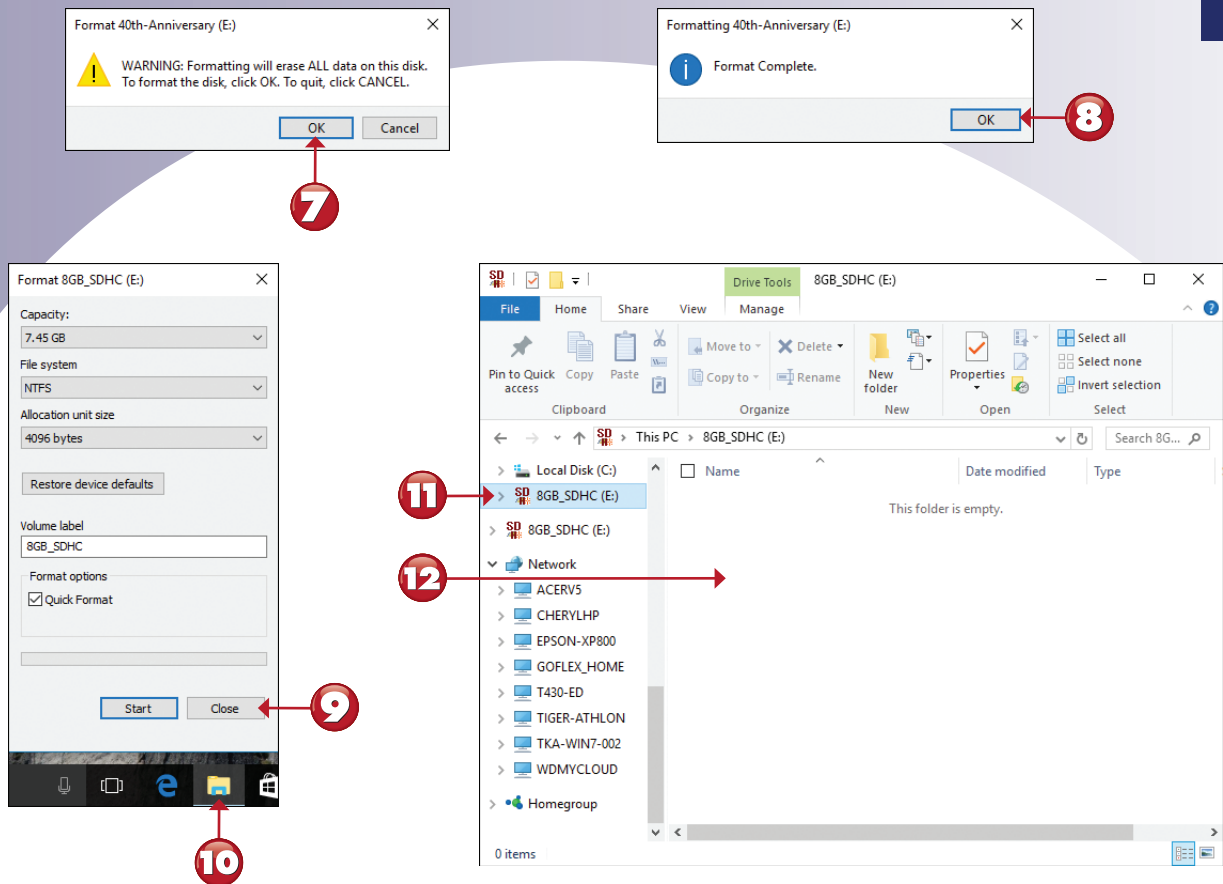 Format 40th-Anniversary (E:)
WARNING: Formatting will erase ALL data on this disk.
To format the disk, click OK. To quit, click CANCEL.
OK
Cancel
7
Formatting 40th-Anniversary (E:)
Format Complete.
OK
8
Format 8GB_SDHC (E:)
Capacity:
7.45 GB
File system
NTFS
Allocation unit size
4096 bytes
Restore device defaults
Volume label
8GB_SDHC
Format options
Quick Format
Start
Close
9
10
SD
Drive Tools
8GB_SDHC (E:)
File
Home
Share
View
Manage
Pin to Quick
access
Copy
Paste
Clipboard
Move to
Copy to
Delete
Rename
Organize
New
folder
New
Properties
Open
Select all
Select none
Invert selection
Select
SD
This PC
8GB_SDHC (E:)
Search 8G...
Local Disk (C:)
11
SD
8GB_SDHC (E:)
SD
8GB_SDHC (E:)
12
Network
ACERV5
CHERYLHP
EPSON-XP800
GOFLEX_HOME
T430-ED
TIGER-ATHLON
TKA-WIN7-002
WDMYCLOUD
Homegroup
Name
Date modified
Type
This folder is empty.
0 items